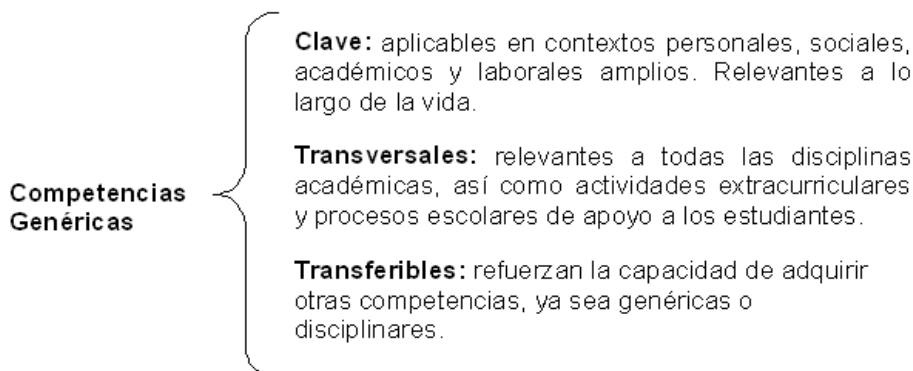 Clave: aplicables en contextos personales, sociales,
académicos y laborales amplios. Relevantes a lo
largo de la vida.
Transversales: relevantes a todas las disciplinas
académicas, así como actividades extracurriculares
y procesos escolares de apoyo a los estudiantes.
Competencias
Genéricas
Transferibles: refuerzan la capacidad de adquirir
otras competencias, ya sea genéricas o
disciplinares.